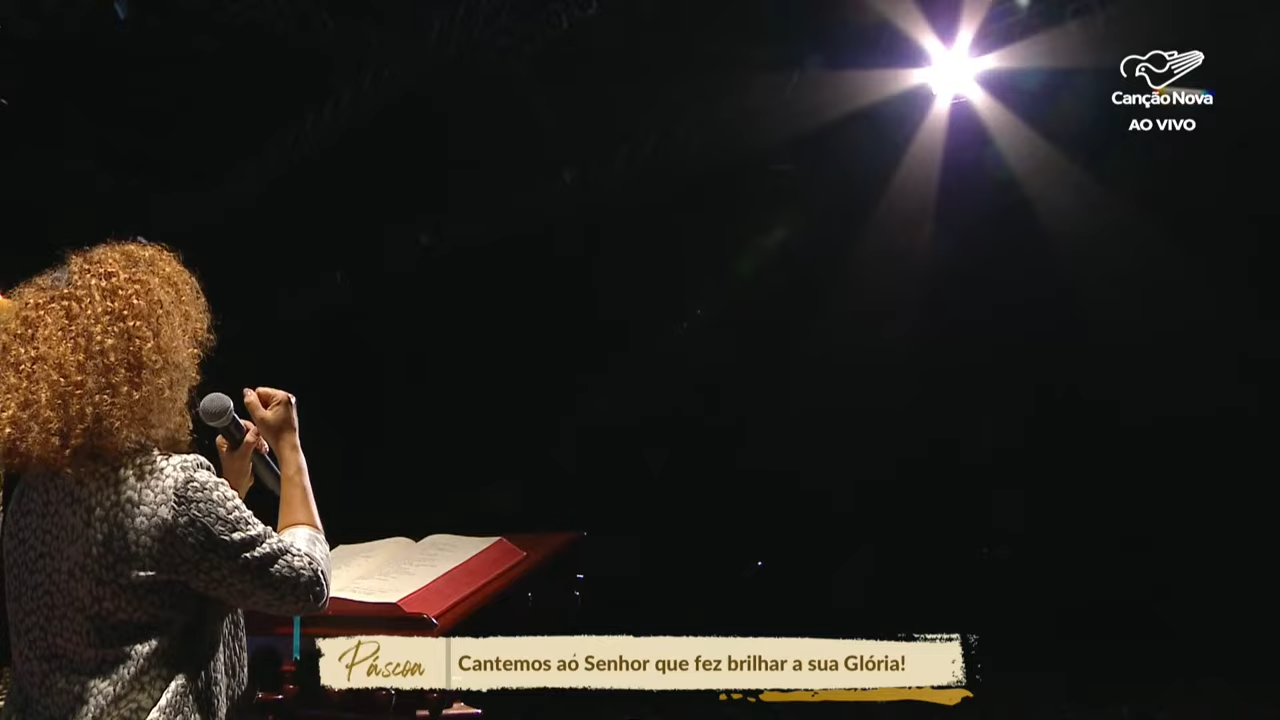 Canção Nova
AO VIVO
Páscoa
Cantemos aó Senhor que fez brilhar a sua Glória!